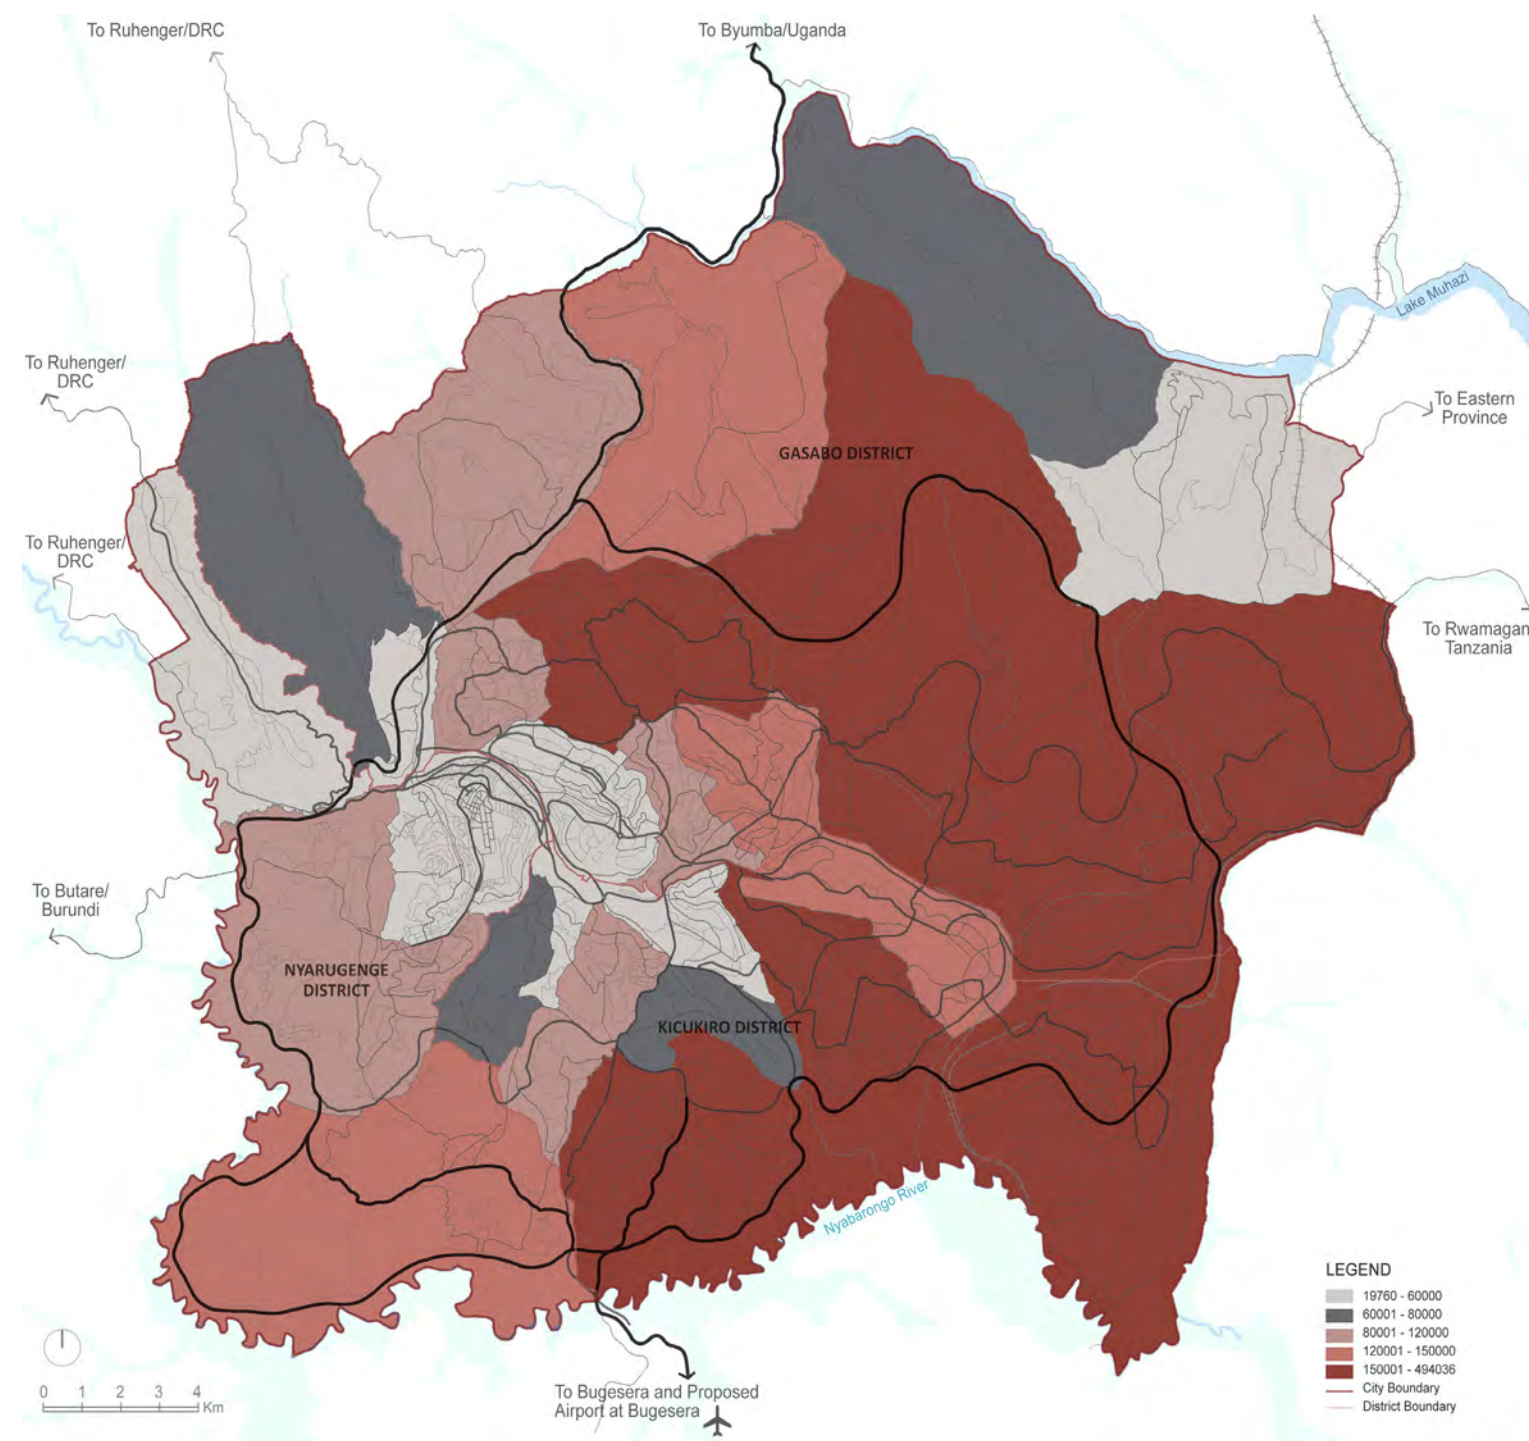 To Ruhenger/DRC
To Byumba/Uganda
Lake Muhazi
To Ruhenger/
DRC
To Eastern
Province
GASABO DISTRICT
To Ruhenger/
DRC
To Rwamagan
Tanzania
To Butare/
Burundi
NYARUGENGE
DISTRICT
KICUKIRO DISTRICT
Nyabarongo River
LEGEND
19760 - 60000
60001 - 80000
80001 - 120000
120001 - 150000
150001 - 494036
City Boundary
District Boundary
0 1 2 3 4
Km
To Bugesera and Proposed
Airport at Bugesera